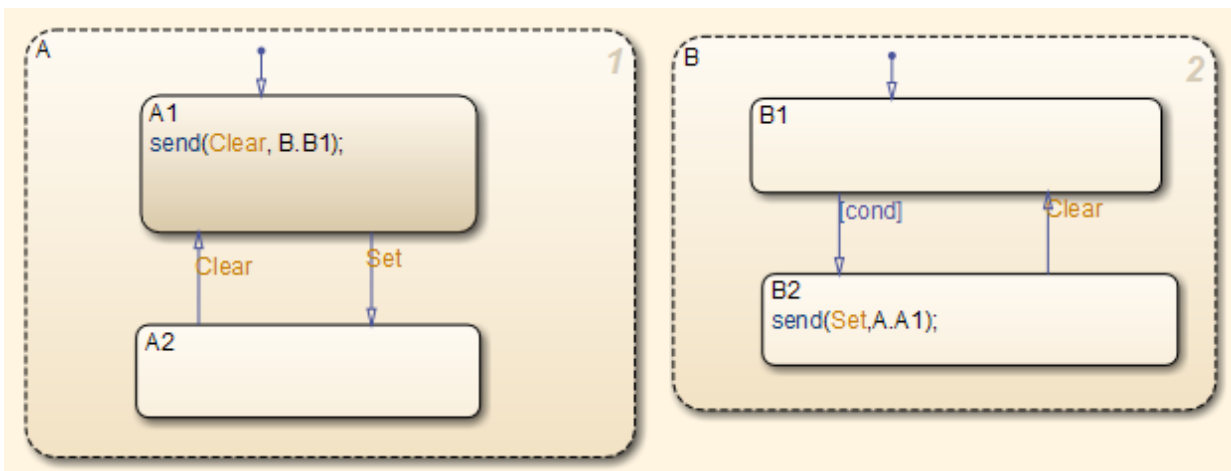 A
1
A1
send(Clear, B.B1);
Clear
Set
A2
B
2
B1
[cond]
Clear
B2
send(Set,A.A1);